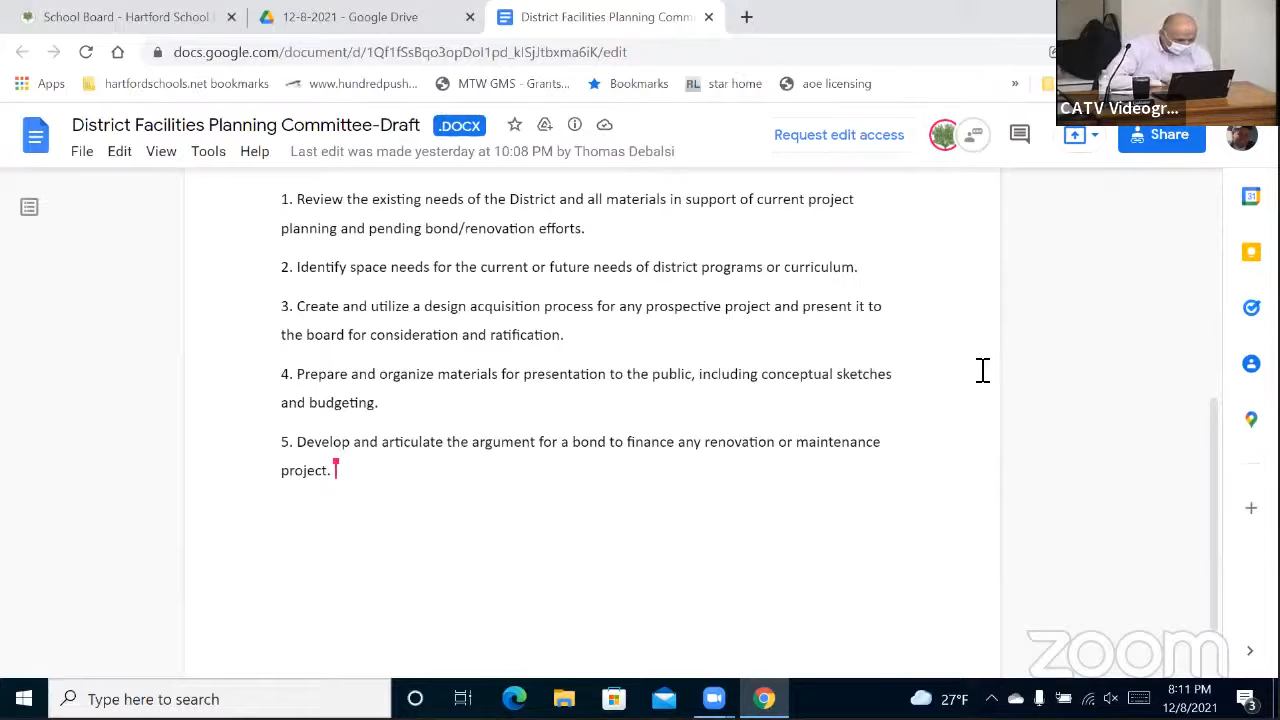 School Board - Hartford School
12-8-2021 - Google Drive
District Facilities Planning Comm
hartfordschools.net bookmarks
www.hundredrush...
MTW GMS - Grants...
Bookmarks
RL star home
aoe licensing
Apps
»
CATV Videogr...
District Facilities Planning Committee-Draft .DOCX
Request edit access
Share
File Edit View Tools Help
Last edit was made yesterday at 10:08 PM by Thomas Debalsi
31
1. Review the existing needs of the District and all materials in support of current project
planning and pending bond/renovation efforts.
2. Identify space needs for the current or future needs of district programs or curriculum.
3. Create and utilize a design acquisition process for any prospective project and present it to
the board for consideration and ratification.
4. Prepare and organize materials for presentation to the public, including conceptual sketches
and budgeting.
5. Develop and articulate the argument for a bond to finance any renovation or maintenance
project.
zoom
Type here to search
27°F
8:11 PM
12/8/2021
3